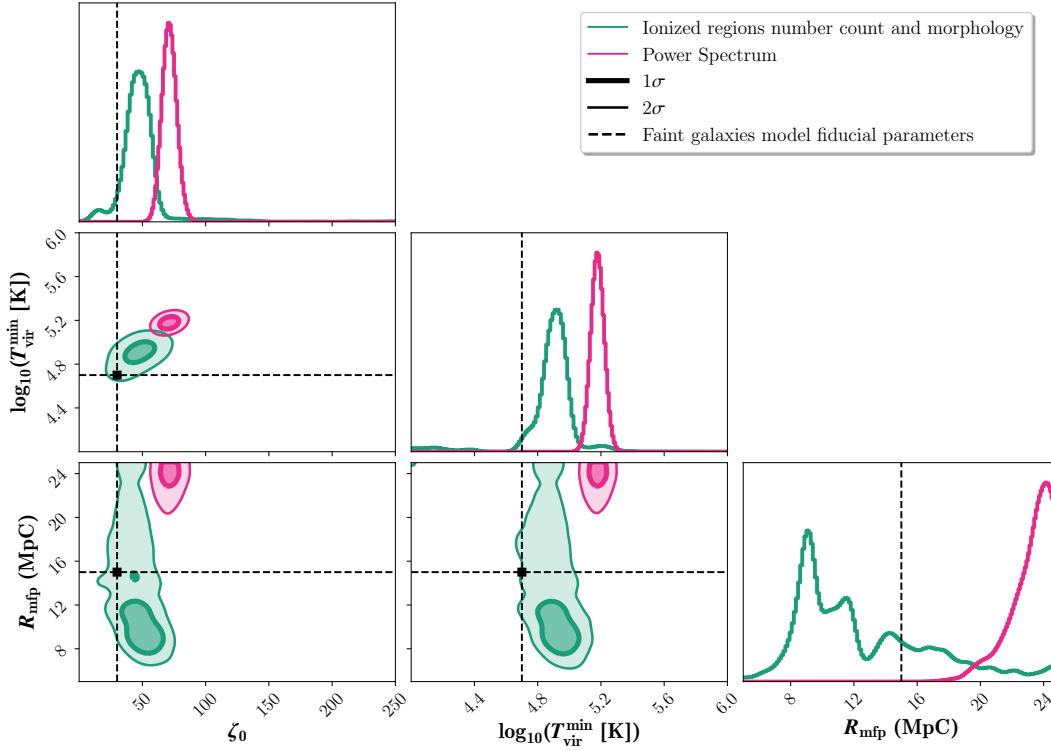 Ionized regions number count and morphology
Power Spectrum
1σ
2σ
Faint galaxies model fiducial parameters
log₁₀(T_vir^min [K])
6.0
5.6
5.2
4.8
4.4
R_mfp (MpC)
24
20
16
12
8
50
100
150
200
250
ζ₀
4.4
4.8
5.2
5.6
6.0
log₁₀(T_vir^min [K])
8
12
16
20
24
R_mfp (MpC)